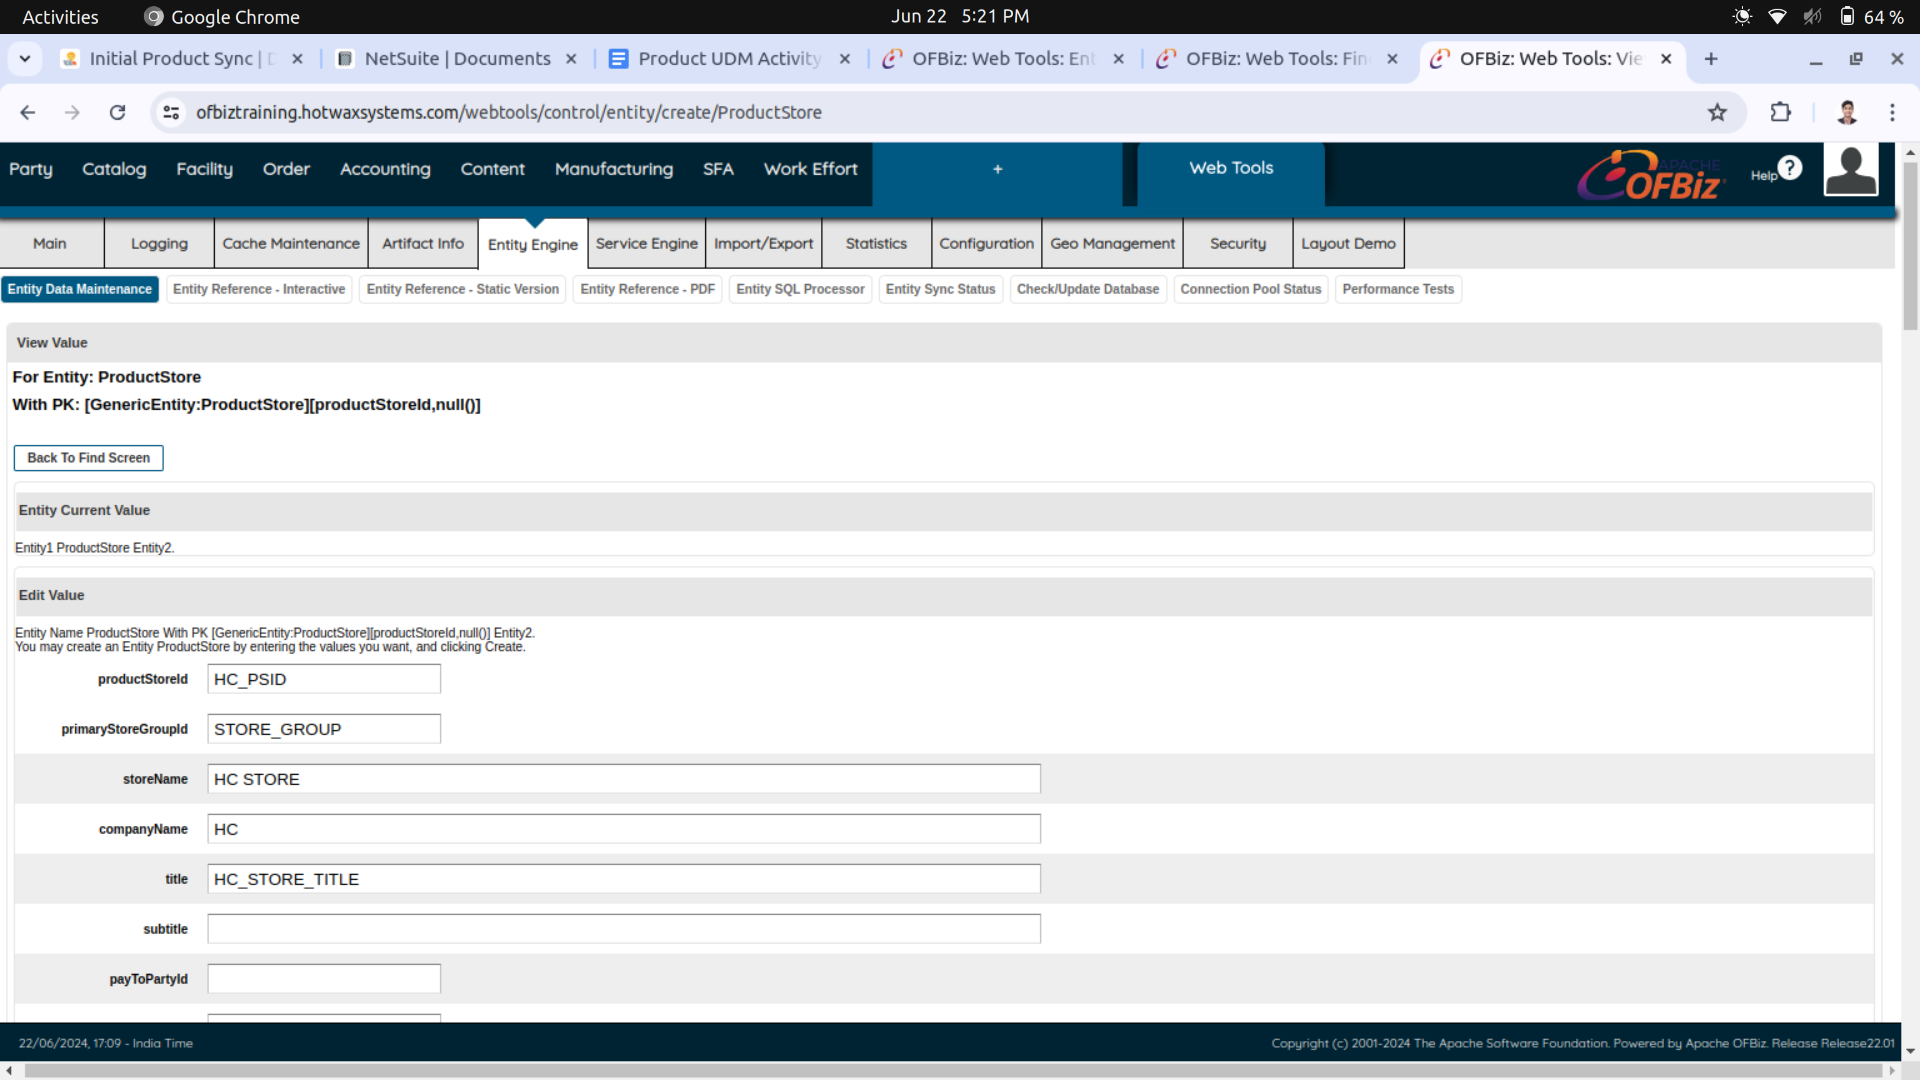 Activities Google Chrome Jun 22 5:21 PM 64 %
Initial Product Sync | NetSuite | Documents Product UDM Activity OFBiz: Web Tools: Ent OFBiz: Web Tools: Fin OFBiz: Web Tools: Vie
ofbiztraining.hotwaxsystems.com/webtools/control/entity/create/ProductStore
Party Catalog Facility Order Accounting Content Manufacturing SFA Work Effort + Web Tools APACHE OFBiz Help ?
Main Logging Cache Maintenance Artifact Info Entity Engine Service Engine Import/Export Statistics Configuration Geo Management Security Layout Demo
Entity Data Maintenance Entity Reference - Interactive Entity Reference - Static Version Entity Reference - PDF Entity SQL Processor Entity Sync Status Check/Update Database Connection Pool Status Performance Tests
View Value
For Entity: ProductStore
With PK: [GenericEntity:ProductStore][productStoreId,null()]
Back To Find Screen
Entity Current Value
Entity1 ProductStore Entity2.
Edit Value
Entity Name ProductStore With PK [GenericEntity:ProductStore][productStoreId,null()] Entity2.
You may create an Entity ProductStore by entering the values you want, and clicking Create.
productStoreId HC_PSID
primaryStoreGroupId STORE_GROUP
storeName HC STORE
companyName HC
title HC_STORE_TITLE
subtitle
payToPartyId
22/06/2024, 17:09 - India Time Copyright (c) 2001-2024 The Apache Software Foundation. Powered by Apache OFBiz. Release Release22.01